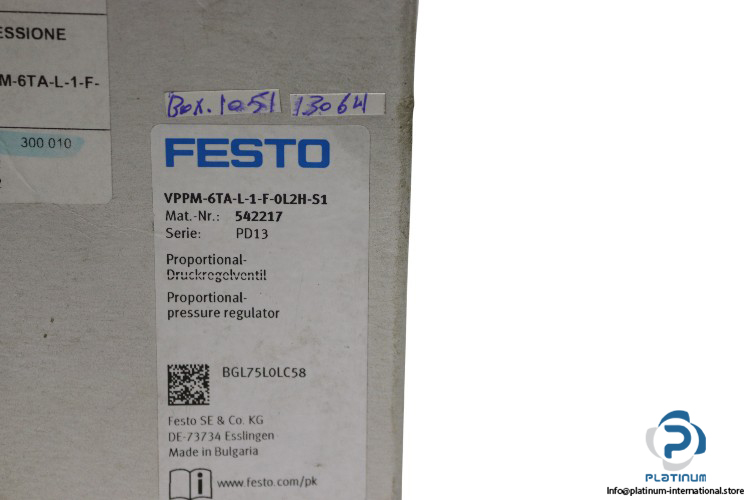 ESSIONE
M-6TA-L-1-F-
300 010
2
Box.1051 13064
FESTO
VPPM-6TA-L-1-F-0L2H-S1
Mat.-Nr.: 542217
Serie: PD13
Proportional-
Druckregelventil
Proportional-
pressure regulator
BGL75L0LC58
Festo SE & Co. KG
DE-73734 Esslingen
Made in Bulgaria
i www.festo.com/pk
PLATINUM
Info@platinum-international.store